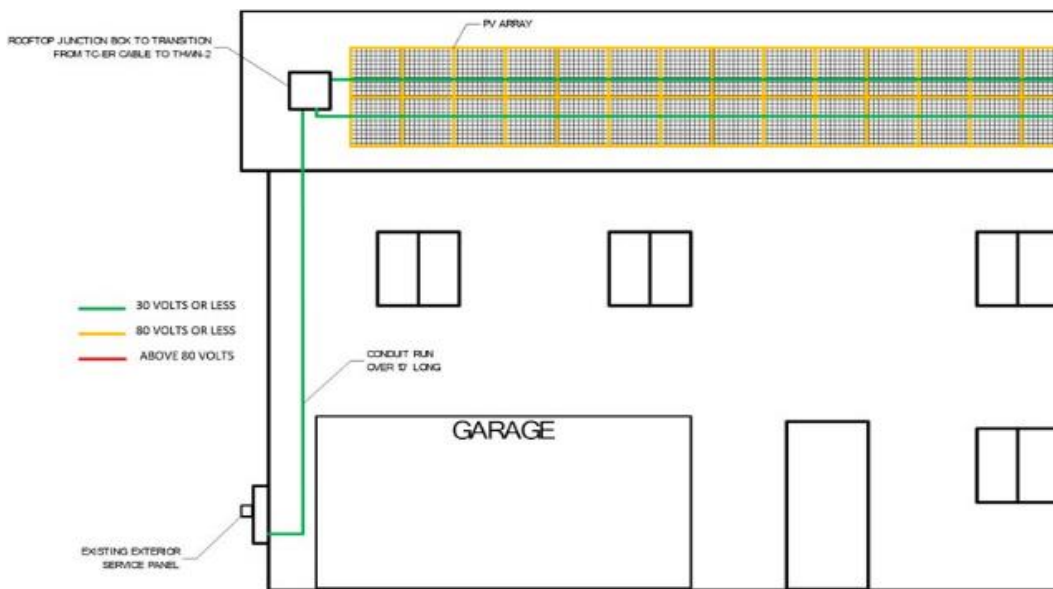 PV ARRAY
ROOFTOP JUNCTION BOX TO TRANSITION
FROM TC-ER CABLE TO THWN-2
30 VOLTS OR LESS
80 VOLTS OR LESS
ABOVE 80 VOLTS
CONDUIT RUN
OVER 10' LONG
GARAGE
EXISTING EXTERIOR
SERVICE PANEL